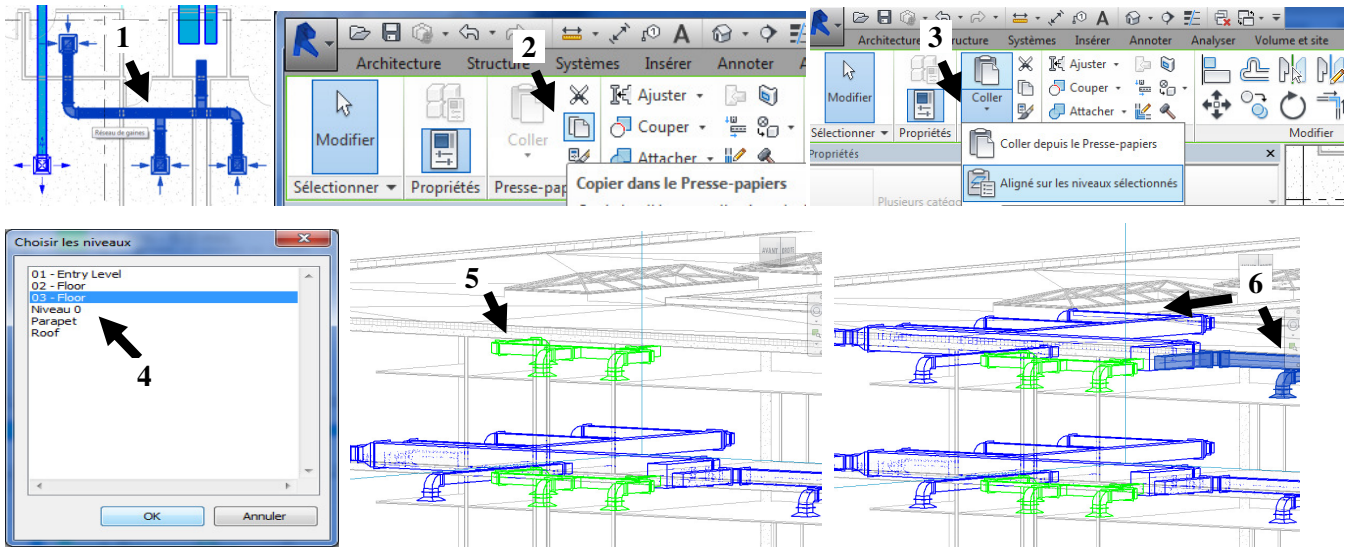 1
Réseau de gaines
2
Architecture Structure Systèmes Insérer Annoter
Modifier
Coller
Ajuster
Couper
Attacher
Sélectionner Propriétés Presse-pap
Copier dans le Presse-papiers
3
Architecture Structure Systèmes Insérer Annoter Analyser Volume et site
Modifier
Coller
Ajuster
Couper
Attacher
Sélectionner Propriétés
Modifier
Propriétés
Coller depuis le Presse-papiers
Aligné sur les niveaux sélectionnés
Plusieurs catégo
Choisir les niveaux
01 - Entry Level
02 - Floor
03 - Floor
Niveau 0
Parapet
Roof
4
OK Annuler
5
AVANT DROITE
6